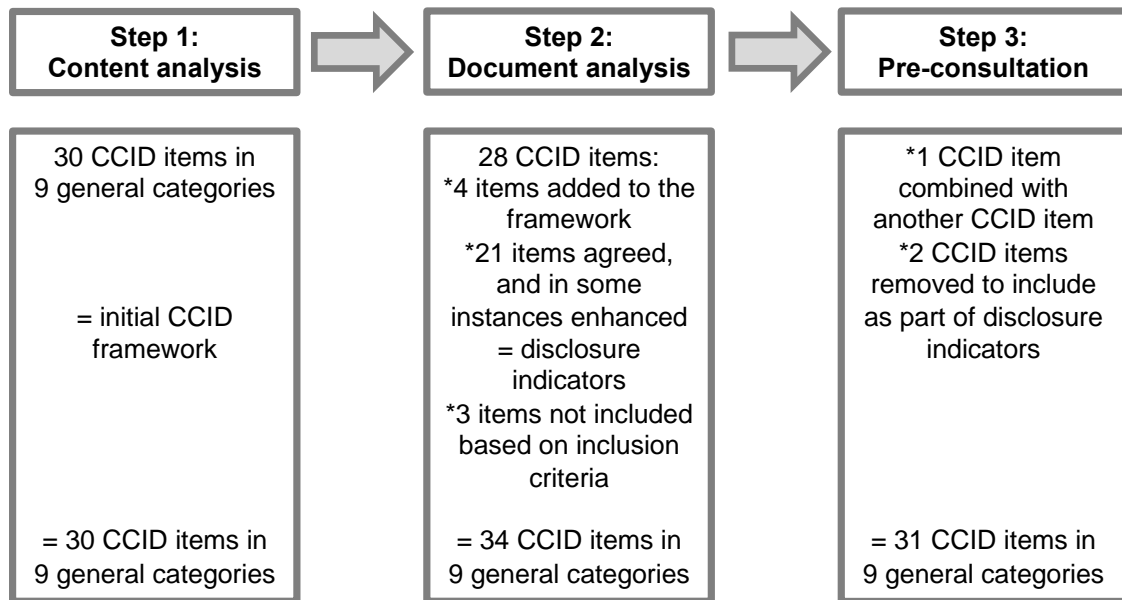 Step 1:
Content analysis
Step 2:
Document analysis
Step 3:
Pre-consultation
30 CCID items in
9 general categories
= initial CCID
framework
= 30 CCID items in
9 general categories
28 CCID items:
*4 items added to the
framework
*21 items agreed,
and in some
instances enhanced
= disclosure
indicators
*3 items not included
based on inclusion
criteria
= 34 CCID items in
9 general categories
*1 CCID item
combined with
another CCID item
*2 CCID items
removed to include
as part of disclosure
indicators
= 31 CCID items in
9 general categories